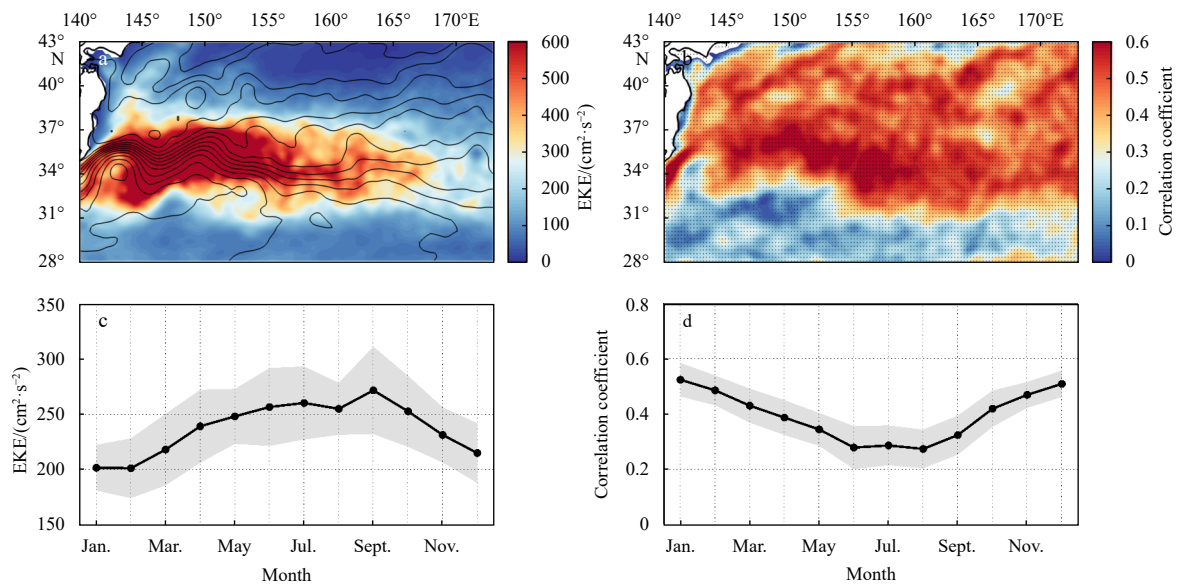 140° 145° 150° 155° 160° 165° 170°E
43°
N
40°
37°
34°
31°
28°
a
600
500
400
300
200
100
0
EKE/(cm²·s⁻²)
140° 145° 150° 155° 160° 165° 170°E
43°
N
40°
37°
34°
31°
28°
b
0.6
0.5
0.4
0.3
0.2
0.1
0
Correlation coefficient
350
300
250
200
150
EKE/(cm²·s⁻²)
c
Jan. Mar. May Jul. Sept. Nov.
Month
0.8
0.6
0.4
0.2
0
Correlation coefficient
d
Jan. Mar. May Jul. Sept. Nov.
Month